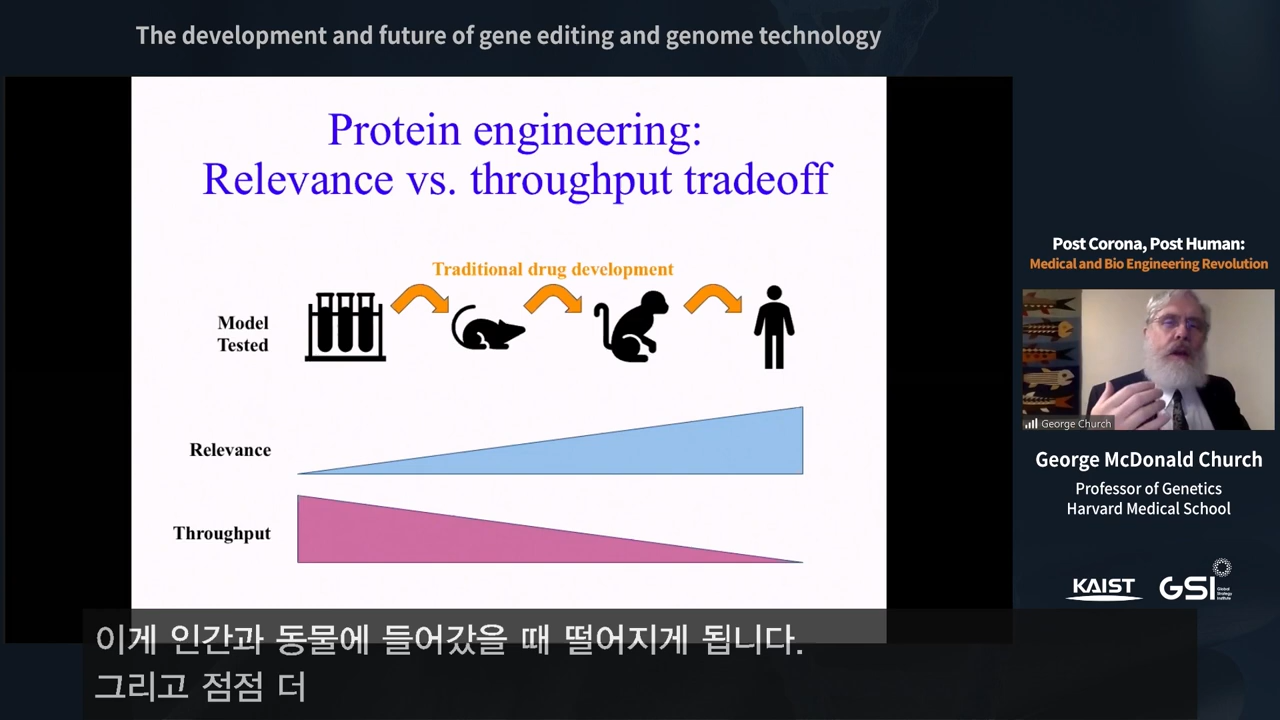 The development and future of gene editing and genome technology
Protein engineering:
Relevance vs. throughput tradeoff
Traditional drug development
Model
Tested
Relevance
Throughput
Post Corona, Post Human:
Medical and Bio Engineering Revolution
George Church
George McDonald Church
Professor of Genetics
Harvard Medical School
KAIST
GSI
Global
Strategy
Institute
이게 인간과 동물에 들어갔을 때 떨어지게 됩니다.
그리고 점점 더